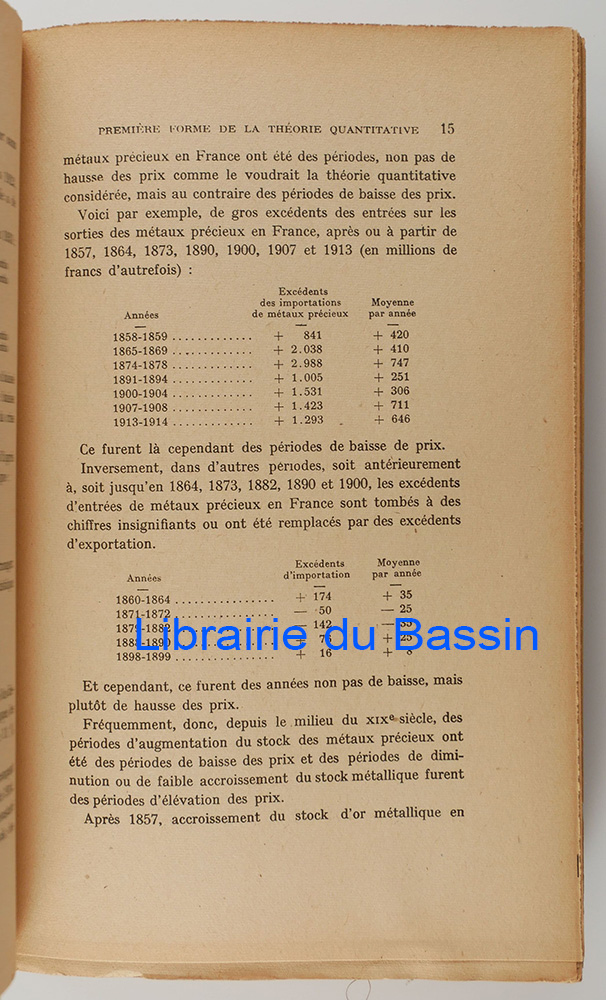 PREMIÈRE FORME DE LA THÉORIE QUANTITATIVE 15
métaux précieux en France ont été des périodes, non pas de
hausse des prix comme le voudrait la théorie quantitative
considérée, mais au contraire des périodes de baisse des prix.
Voici par exemple, de gros excédents des entrées sur les
sorties des métaux précieux en France, après ou à partir de
1857, 1864, 1873, 1890, 1900, 1907 et 1913 (en millions de
francs d'autrefois) :
Excédents
des importations Moyenne
Années de métaux précieux par année
1858-1859 ............. + 841 + 420
1865-1869 ............. + 2.038 + 410
1874-1878 ............. + 2.988 + 747
1891-1894 ............. + 1.005 + 251
1900-1904 ............. + 1.531 + 306
1907-1908 ............. + 1.423 + 711
1913-1914 ............. + 1.293 + 646
Ce furent là cependant des périodes de baisse de prix.
Inversement, dans d'autres périodes, soit antérieurement
à, soit jusqu'en 1864, 1873, 1882, 1890 et 1900, les excédents
d'entrées de métaux précieux en France sont tombés à des
chiffres insignifiants ou ont été remplacés par des excédents
d'exportation.
Excédents Moyenne
Années d'importation par année
1860-1864 ................ + 174 + 35
1871-1872 ................ — 50 — 25
1879-1882 — 142 — 35
+ 25
1898-1899 ................ + 16 + 8
Librairie du Bassin
Et cependant, ce furent des années non pas de baisse, mais
plutôt de hausse des prix.
Fréquemment, donc, depuis le milieu du XIXe siècle, des
périodes d'augmentation du stock des métaux précieux ont
été des périodes de baisse des prix et des périodes de dimi-
nution ou de faible accroissement du stock métallique furent
des périodes d'élévation des prix.
Après 1857, accroissement du stock d'or métallique en